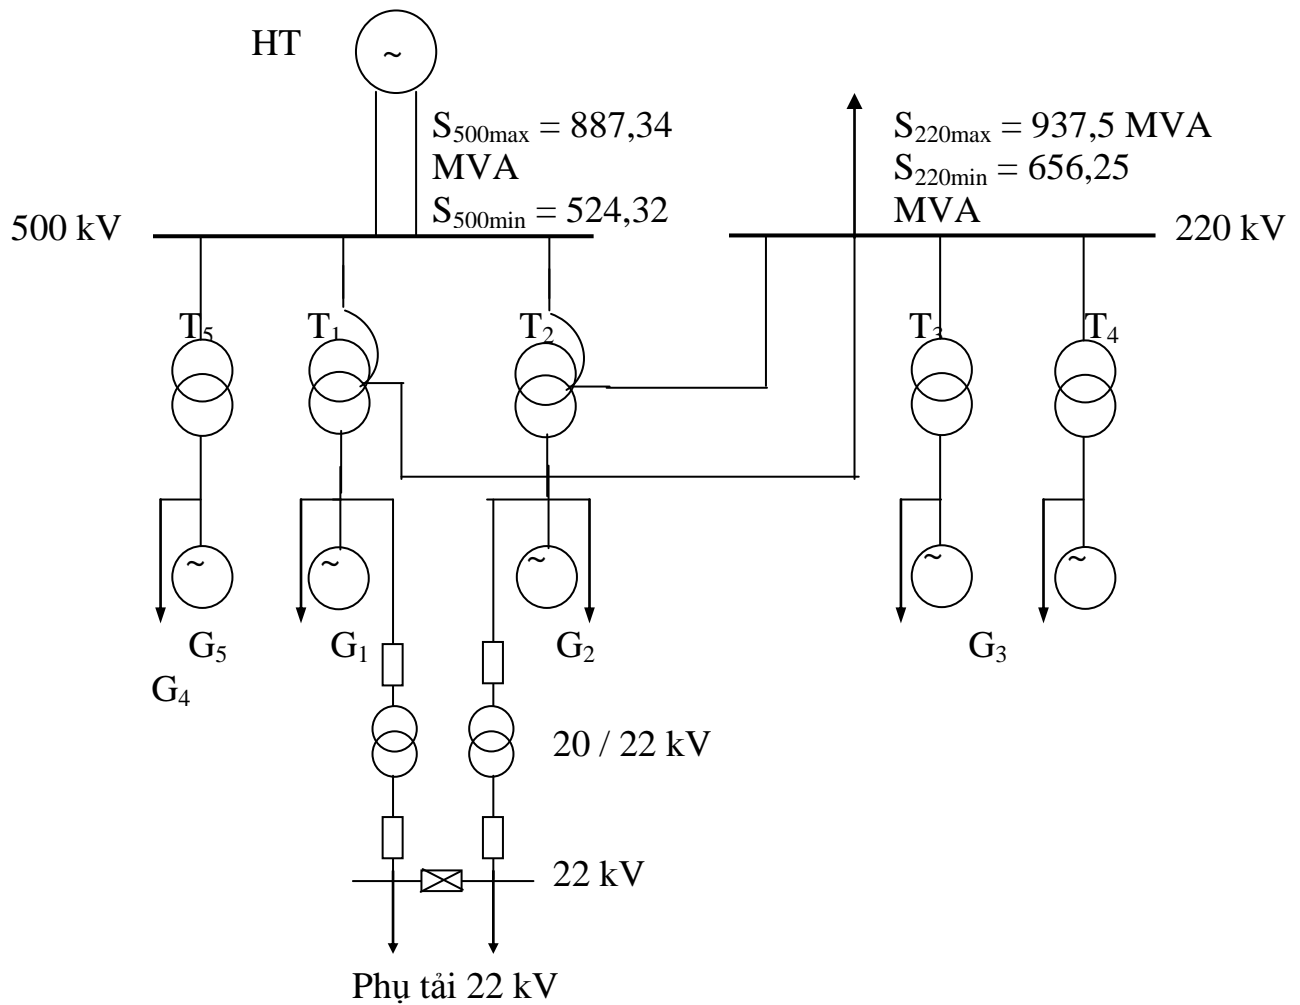 HT
S500max = 887,34
MVA
S500min = 524,32
S220max = 937,5 MVA
S220min = 656,25
MVA
500 kV
220 kV
T5
T1
T2
T3
T4
~
~
~
~
~
~
G5
G1
G2
G3
G4
20 / 22 kV
22 kV
Phụ tải 22 kV